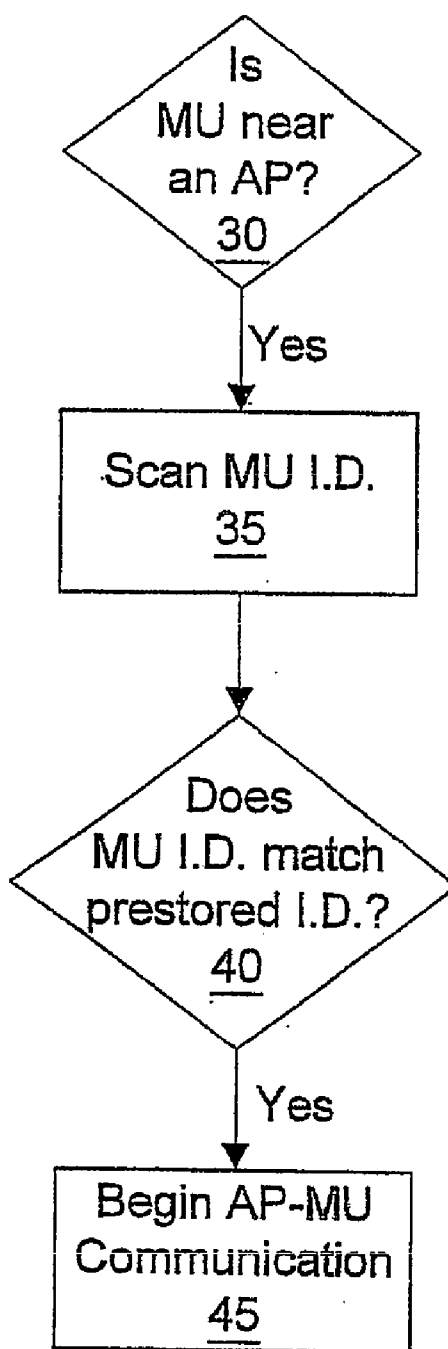 Is
MU near
an AP?
30
Yes
Scan MU I.D.
35
Does
MU I.D. match
prestored I.D.?
40
Yes
Begin AP-MU
Communication
45